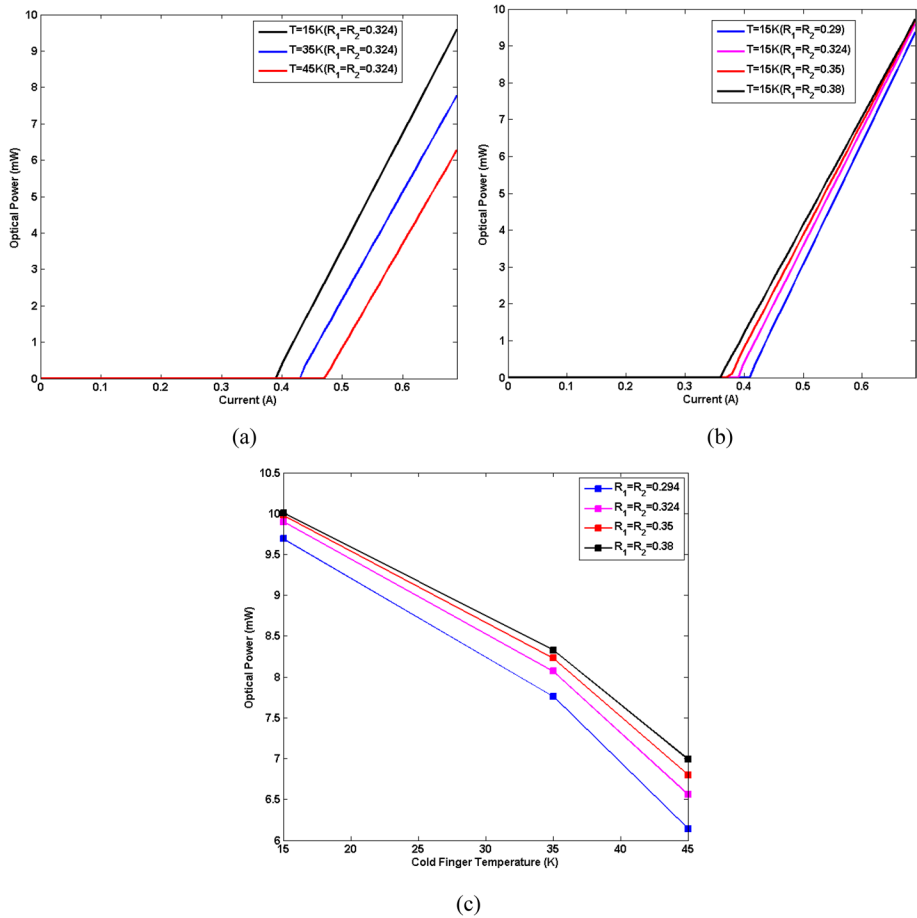 10
9
8
7
6
5
4
3
2
1
0
Optical Power (mW)
T=15K(R₁=R₂=0.324)
T=35K(R₁=R₂=0.324)
T=45K(R₁=R₂=0.324)
0 0.1 0.2 0.3 0.4 0.5 0.6
Current (A)
(a)
10
9
8
7
6
5
4
3
2
1
0
Optical Power (mW)
T=15K(R₁=R₂=0.29)
T=15K(R₁=R₂=0.324)
T=15K(R₁=R₂=0.35)
T=15K(R₁=R₂=0.38)
0 0.1 0.2 0.3 0.4 0.5 0.6
Current (A)
(b)
10.5
10
9.5
9
8.5
8
7.5
7
6.5
6
Optical Power (mW)
R₁=R₂=0.294
R₁=R₂=0.324
R₁=R₂=0.35
R₁=R₂=0.38
15 20 25 30 35 40 45
Cold Finger Temperature (K)
(c)